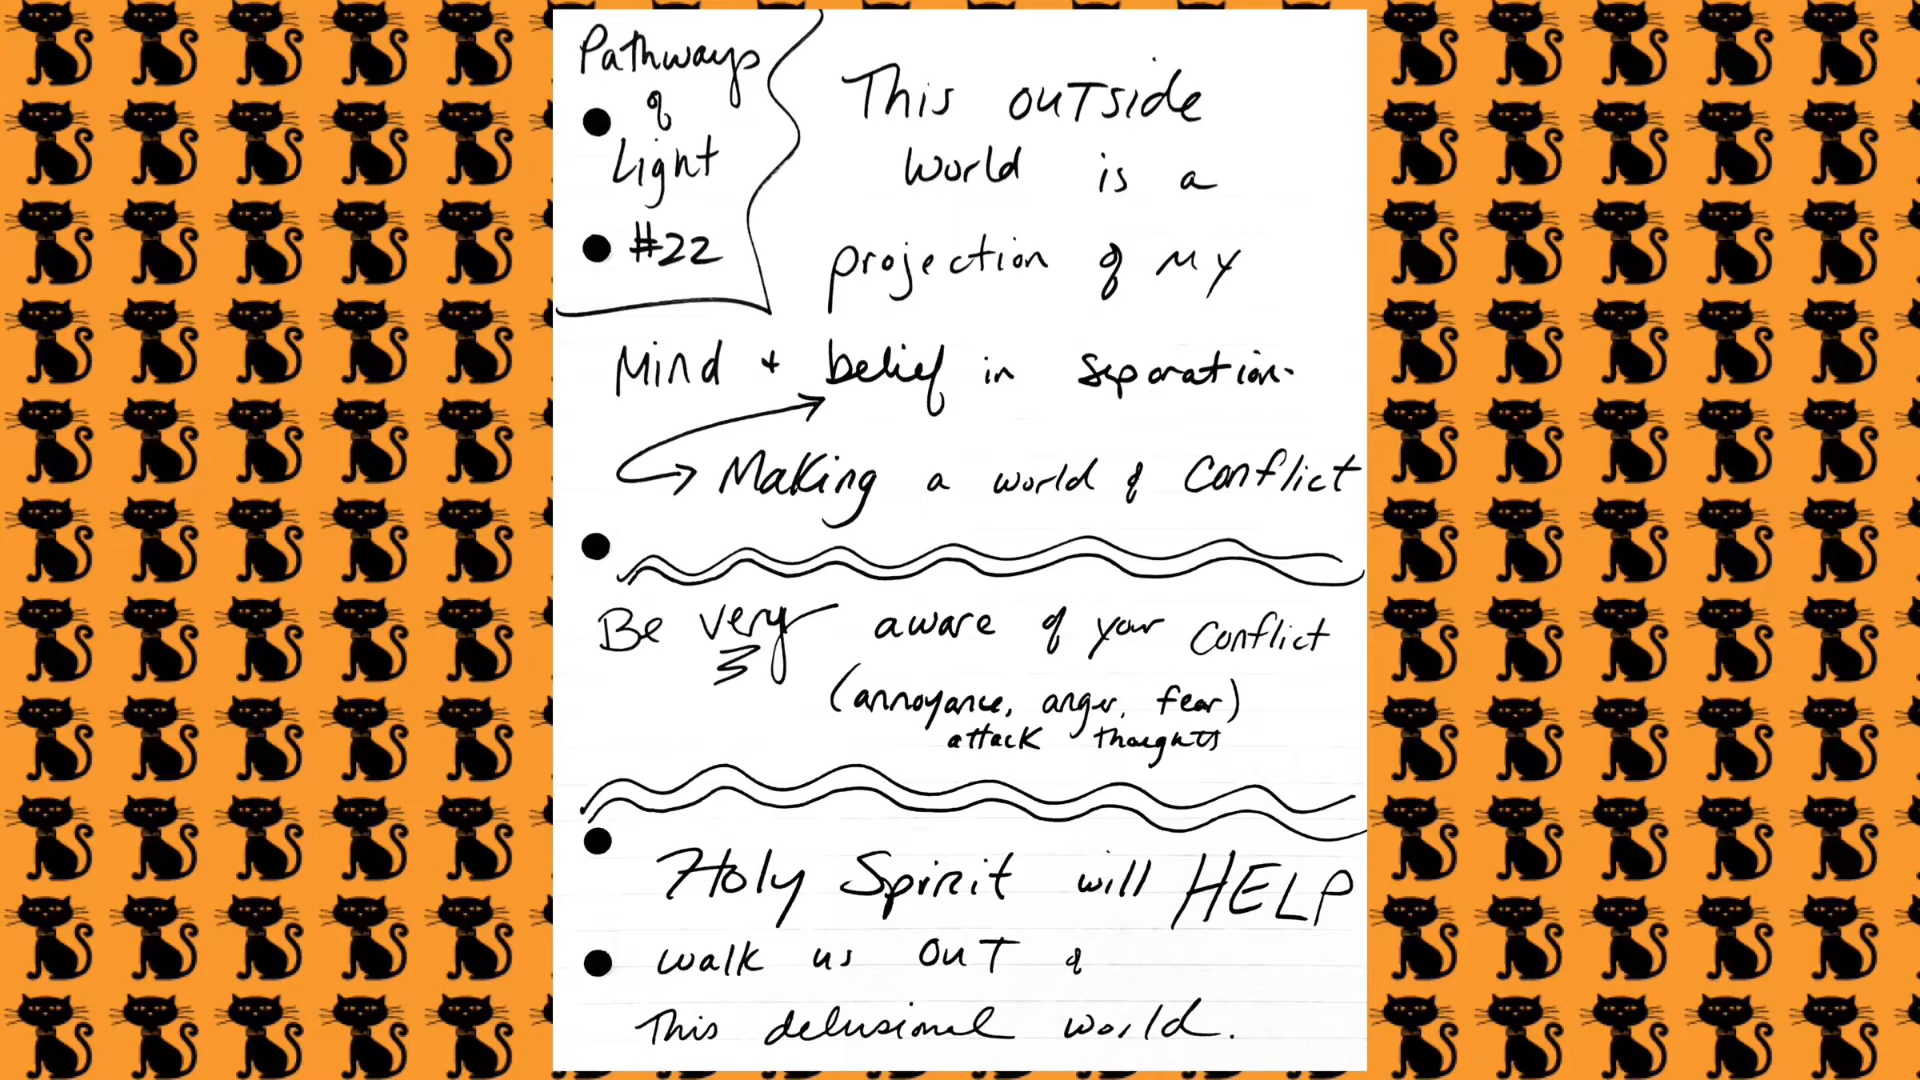 Pathways
of
Light
#22
This outside
world is a
projection of my
Mind + belief in separation.
Making a world of Conflict
Be very aware of your Conflict
(annoyance, anger, fear)
attack thoughts
Holy Spirit will HELP
walk us out of
This delusional world.